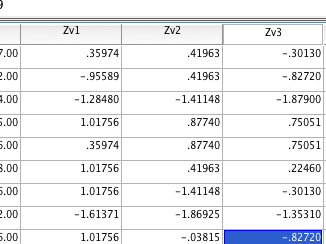 9
Zv1 Zv2 Zv3
7.00 .35974 .41963 -.30130
2.00 -.95589 .41963 -.82720
4.00 -1.28480 -1.41148 -1.87900
5.00 1.01756 .87740 .75051
5.00 .35974 .87740 .75051
8.00 1.01756 .41963 .22460
5.00 1.01756 -1.41148 -.30130
2.00 -1.61371 -1.86925 -1.35310
5.00 1.01756 -.03815 -.82720